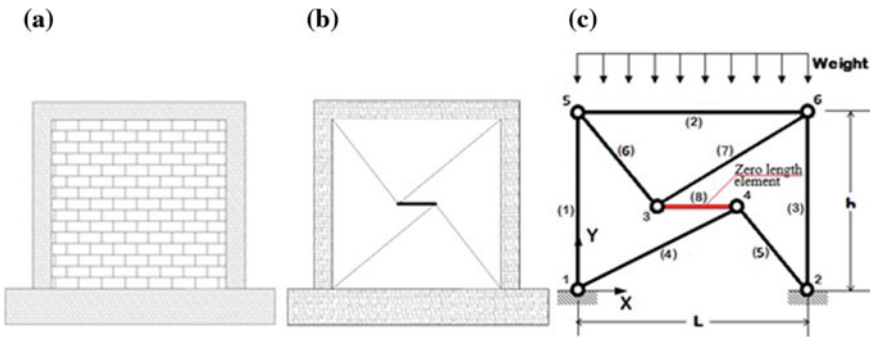 (a)
(b)
(c)
Weight
5
6
(2)
(6)
(7)
Zero length
element
(8)
3
4
(1)
(3)
h
Y
(4)
(5)
1
2
X
L